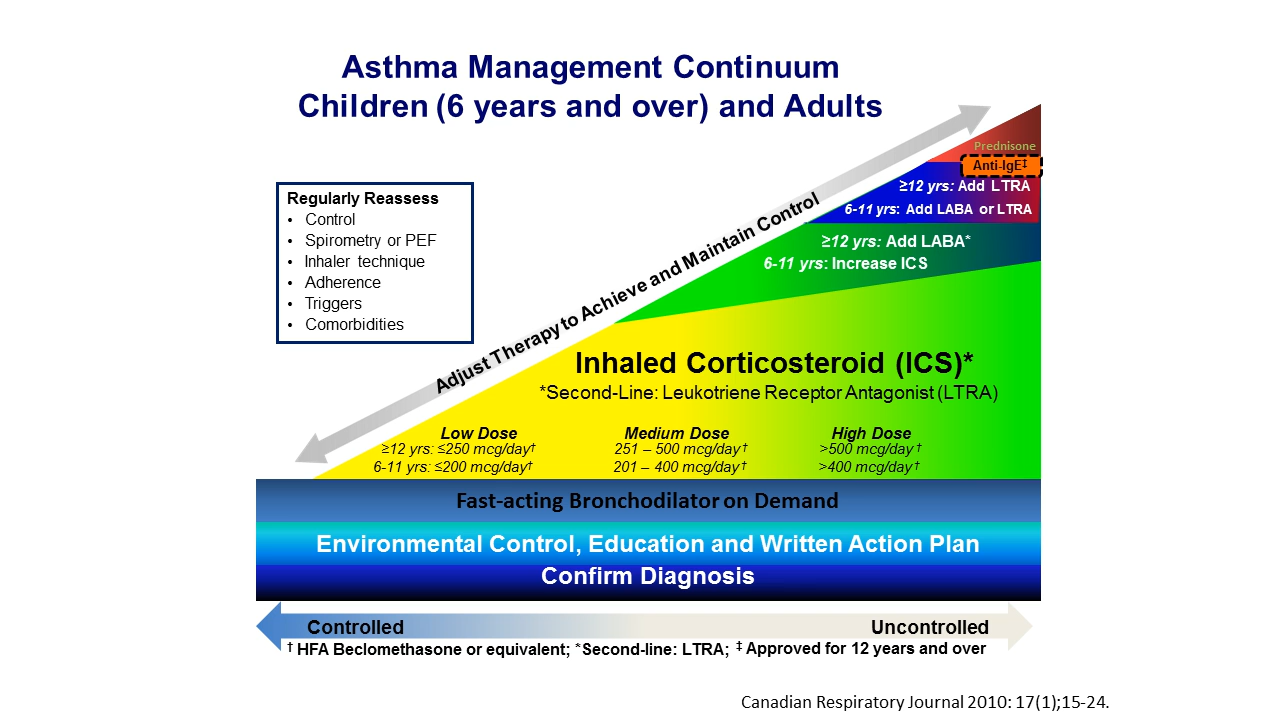 Asthma Management Continuum
Children (6 years and over) and Adults
Regularly Reassess
• Control
• Spirometry or PEF
• Inhaler technique
• Adherence
• Triggers
• Comorbidities
Adjust Therapy to Achieve and Maintain Control
Prednisone
Anti-IgE‡
≥12 yrs: Add LTRA
6-11 yrs: Add LABA or LTRA
≥12 yrs: Add LABA*
6-11 yrs: Increase ICS
Inhaled Corticosteroid (ICS)*
*Second-Line: Leukotriene Receptor Antagonist (LTRA)
Low Dose Medium Dose High Dose
≥12 yrs: ≤250 mcg/day† 251 – 500 mcg/day† >500 mcg/day†
6-11 yrs: ≤200 mcg/day† 201 – 400 mcg/day† >400 mcg/day†
Fast-acting Bronchodilator on Demand
Environmental Control, Education and Written Action Plan
Confirm Diagnosis
Controlled Uncontrolled
† HFA Beclomethasone or equivalent; *Second-line: LTRA; ‡ Approved for 12 years and over
Canadian Respiratory Journal 2010: 17(1);15-24.